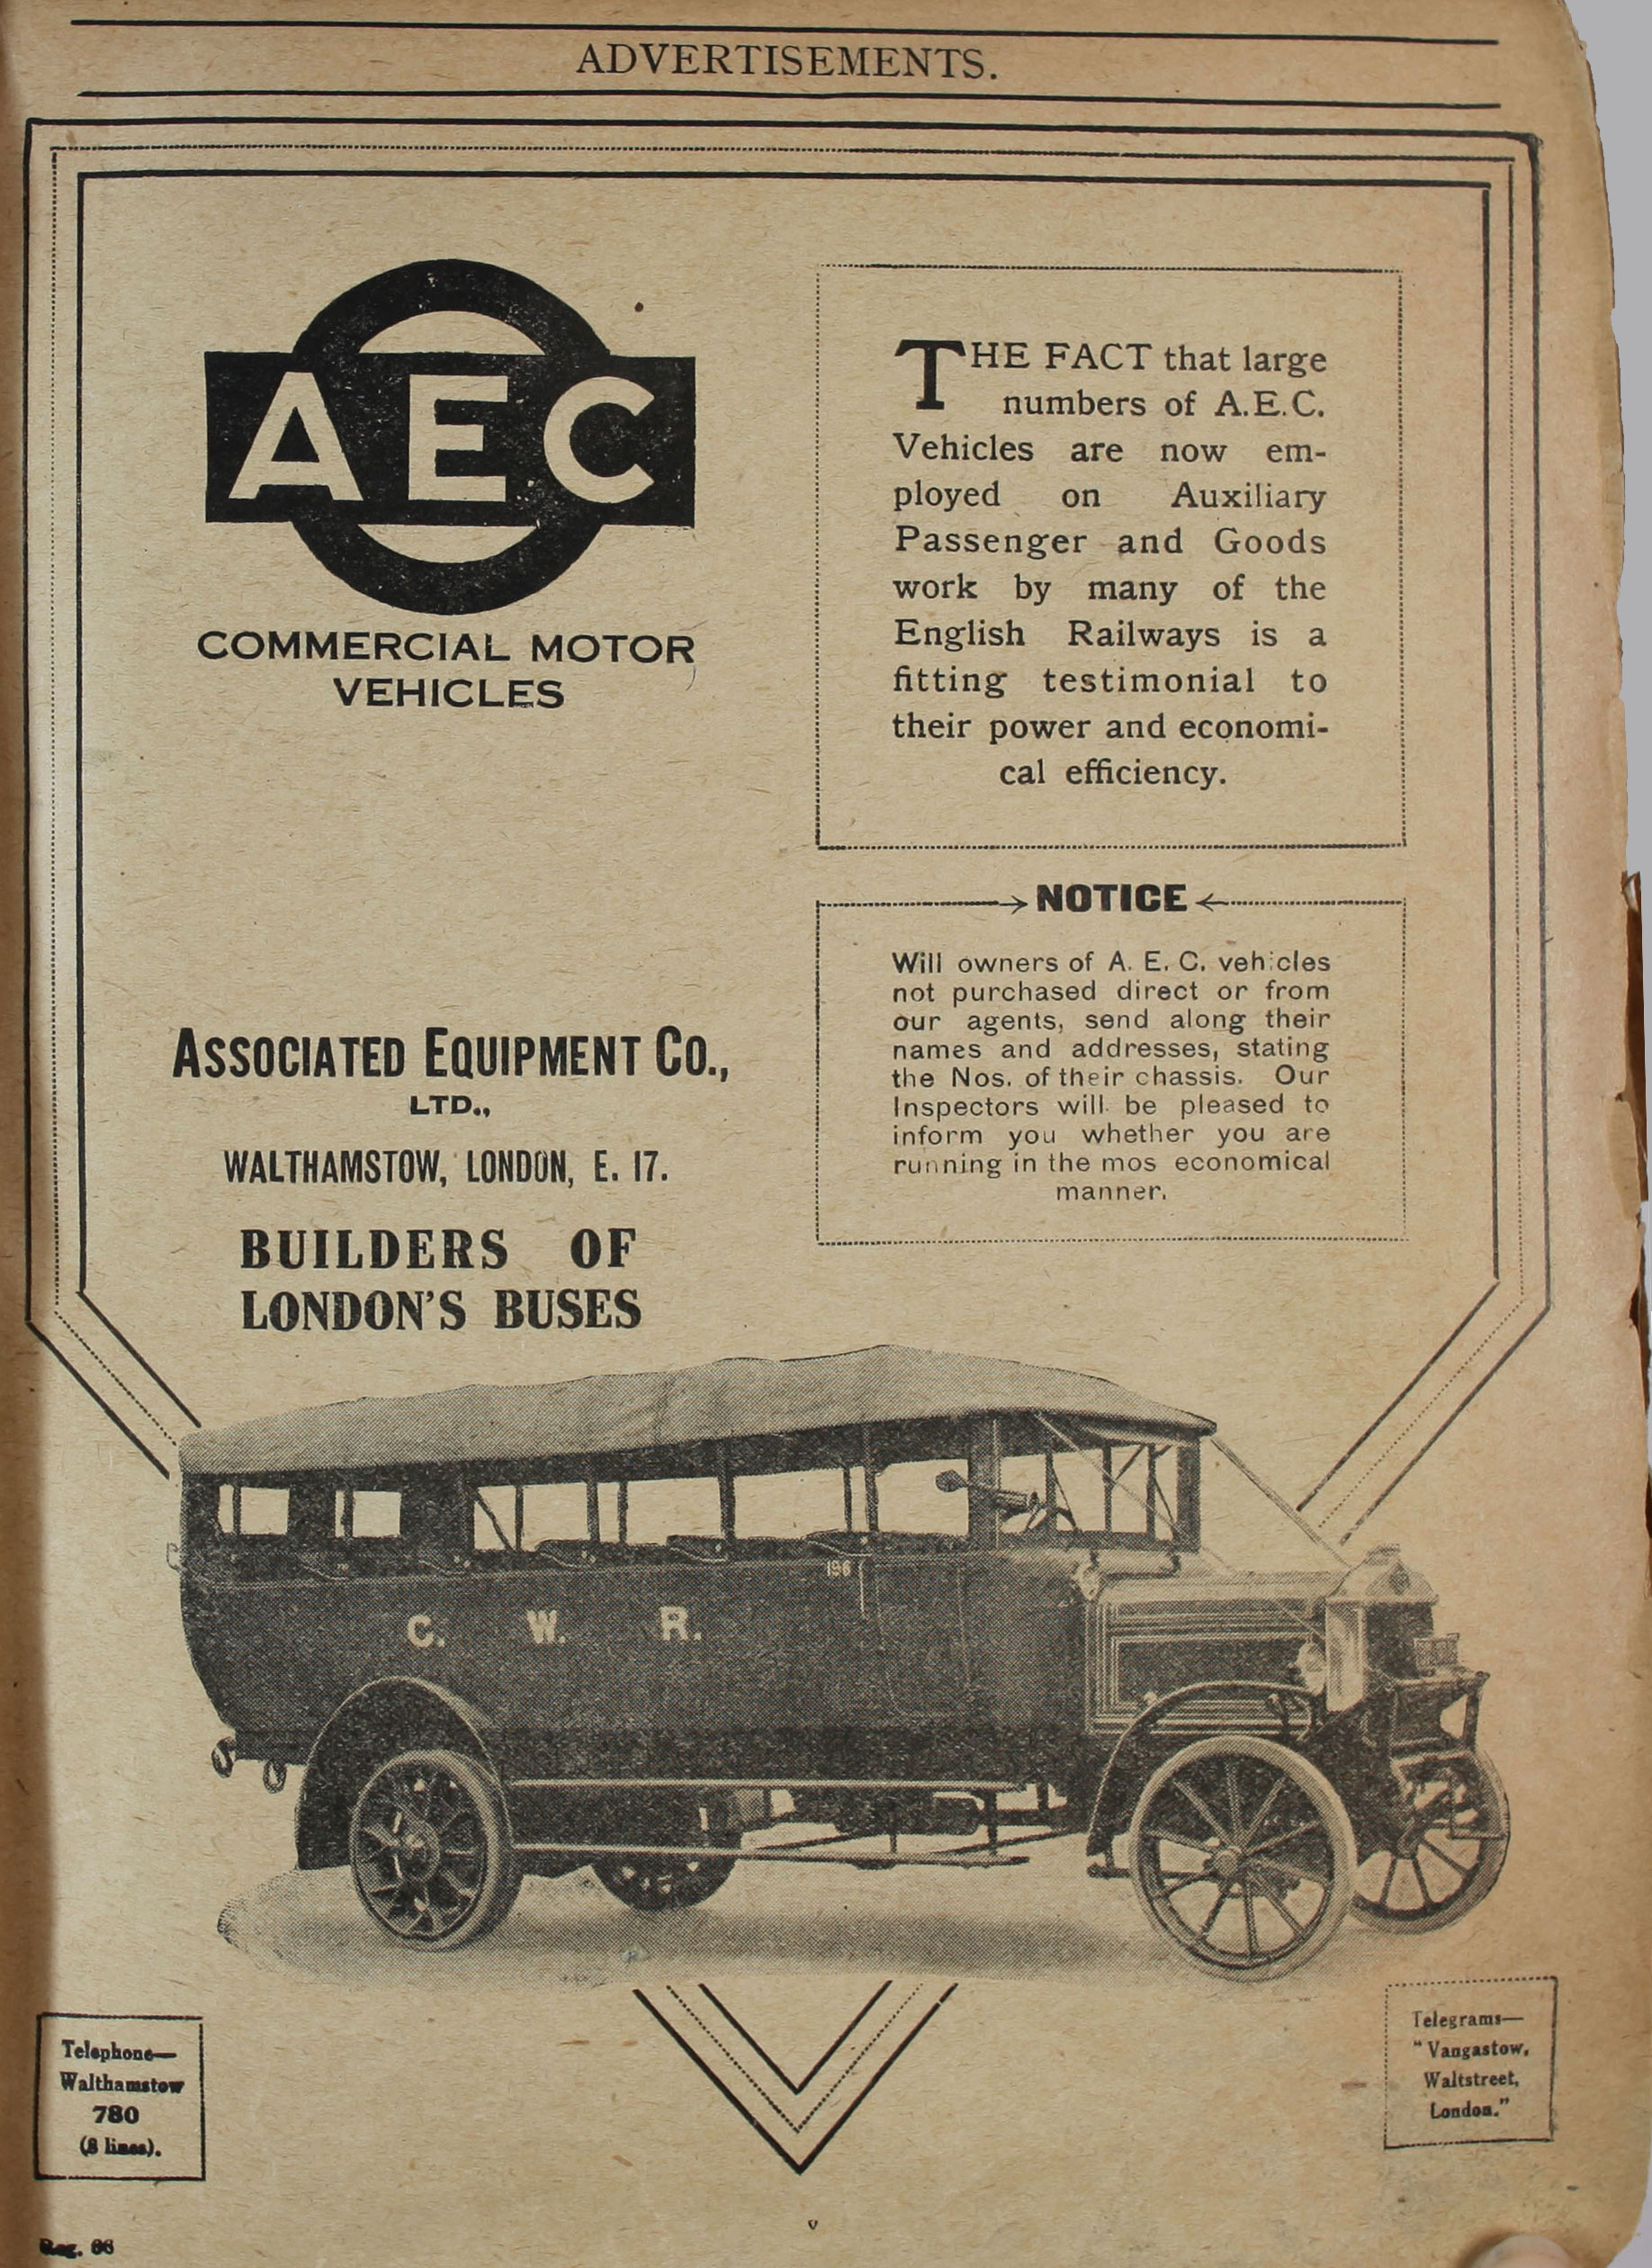 ADVERTISEMENTS.
AEC
COMMERCIAL MOTOR
VEHICLES
THE FACT that large
numbers of A.E.C.
Vehicles are now em-
ployed on Auxiliary
Passenger and Goods
work by many of the
English Railways is a
fitting testimonial to
their power and economi-
cal efficiency.
NOTICE
Will owners of A. E. C. vehicles
not purchased direct or from
our agents, send along their
names and addresses, stating
the Nos. of their chassis. Our
Inspectors will be pleased to
inform you whether you are
running in the mos economical
manner.
ASSOCIATED EQUIPMENT CO.,
LTD.,
WALTHAMSTOW, LONDON, E. 17.
BUILDERS OF
LONDON'S BUSES
196
C. W. R.
Telephone—
Walthamstow
780
(8 lines).
Telegrams—
"Vangastow,
Waltstreet,
London."
v
Reg. 66